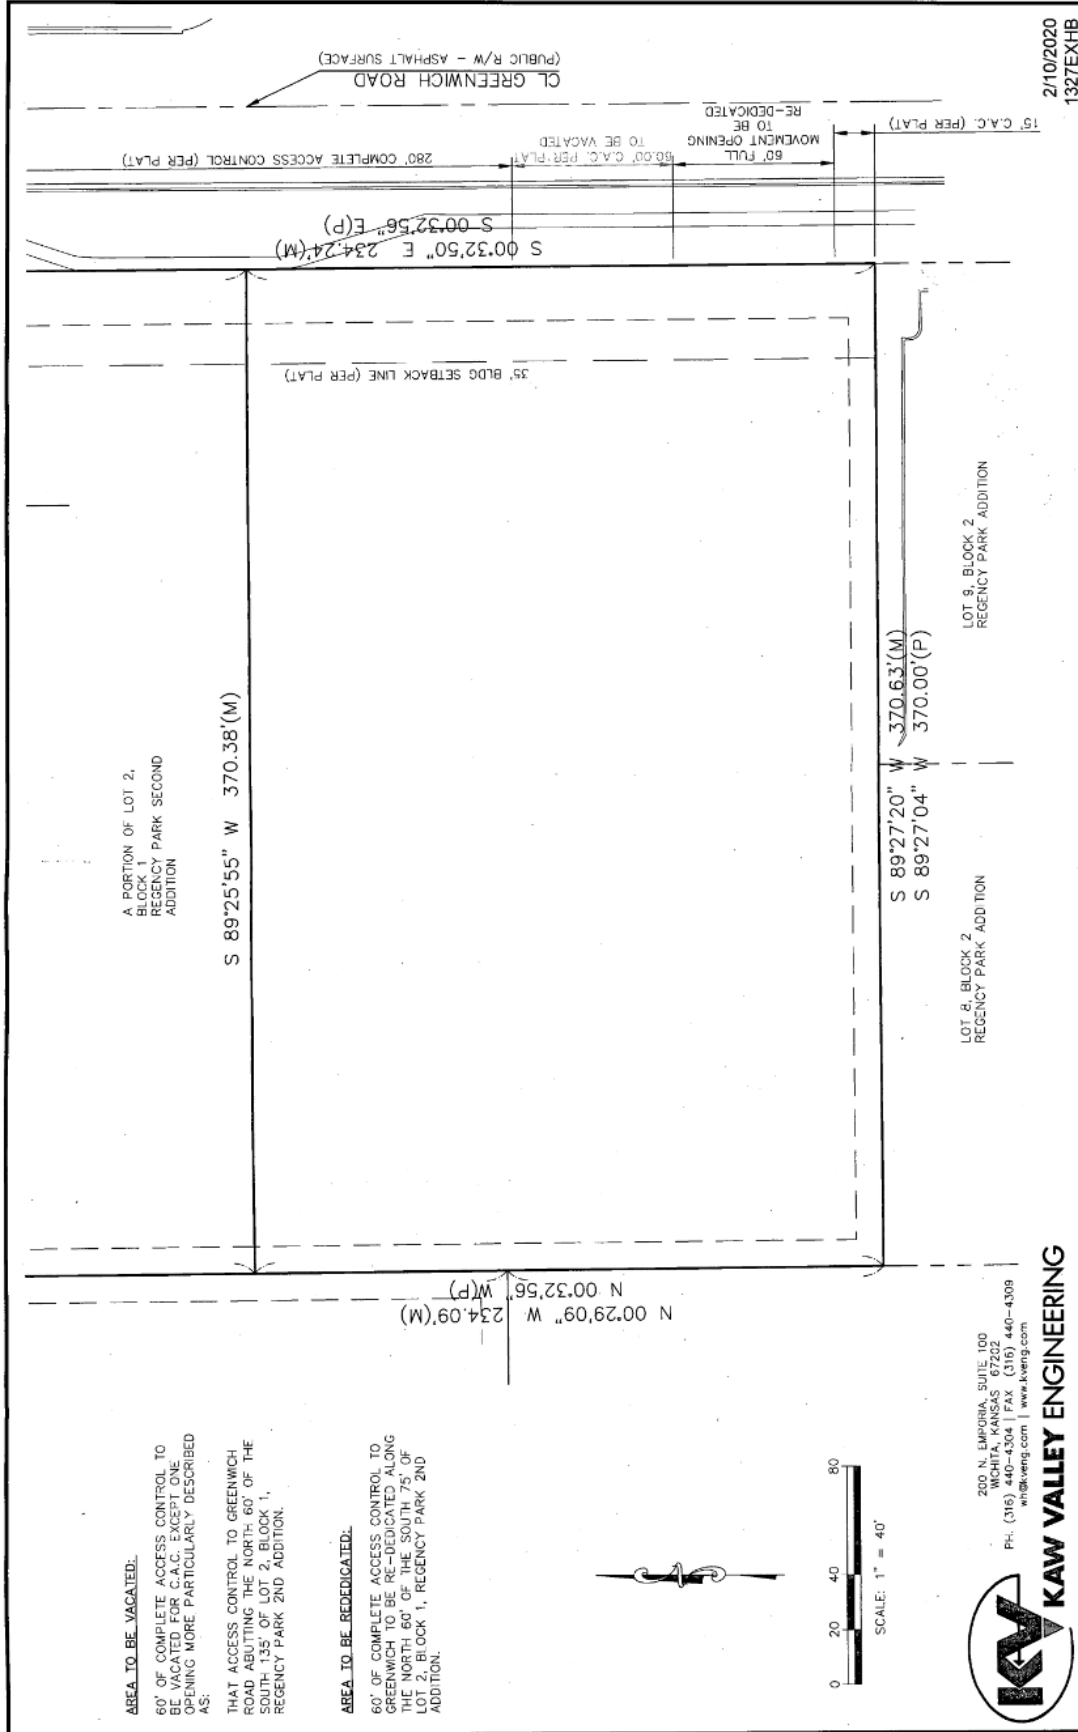 AREA TO BE VACATED:
60' OF COMPLETE ACCESS CONTROL TO
BE VACATED FOR C.A.C. EXCEPT ONE
OPENING MORE PARTICULARLY DESCRIBED
AS:
THAT ACCESS CONTROL TO GREENWICH
ROAD ABUTTING THE NORTH 60' OF THE
SOUTH 135' OF LOT 2, BLOCK 1,
REGENCY PARK 2ND ADDITION.
AREA TO BE REDEDICATED:
60' OF COMPLETE ACCESS CONTROL TO
GREENWICH TO BE RE-DEDICATED ALONG
THE NORTH 60' OF THE SOUTH 75' OF
LOT 2, BLOCK 1, REGENCY PARK 2ND
ADDITION.
A PORTION OF LOT 2,
BLOCK 1
REGENCY PARK SECOND
ADDITION
S 89°25'55" W 370.38'(M)
N 00°29'09" W 234.09'(M)
N 00°32'56" W(P)
35' BLDG SETBACK LINE (PER PLAT)
S 00°32'50" E 234.24'(M)
S 00°32'56" E(P)
280' COMPLETE ACCESS CONTROL (PER PLAT)
60.00' C.A.C. PER PLAT
TO BE VACATED
60' FULL
MOVEMENT OPENING
TO BE
RE-DEDICATED
15' C.A.C. (PER PLAT)
CL GREENWICH ROAD
(PUBLIC R/W - ASPHALT SURFACE)
S 89°27'20" W 370.63'(M)
S 89°27'04" W 370.00'(P)
LOT 8, BLOCK 2
REGENCY PARK ADDITION
LOT 9, BLOCK 2
REGENCY PARK ADDITION
N
0 20 40 80
SCALE: 1" = 40'
KV
200 N. EMPORIA, SUITE 100
WICHITA, KANSAS 67202
PH. (316) 440-4304 | FAX (316) 440-4309
wh@kveng.com | www.kveng.com
KAW VALLEY ENGINEERING
2/10/2020
1327EXHB